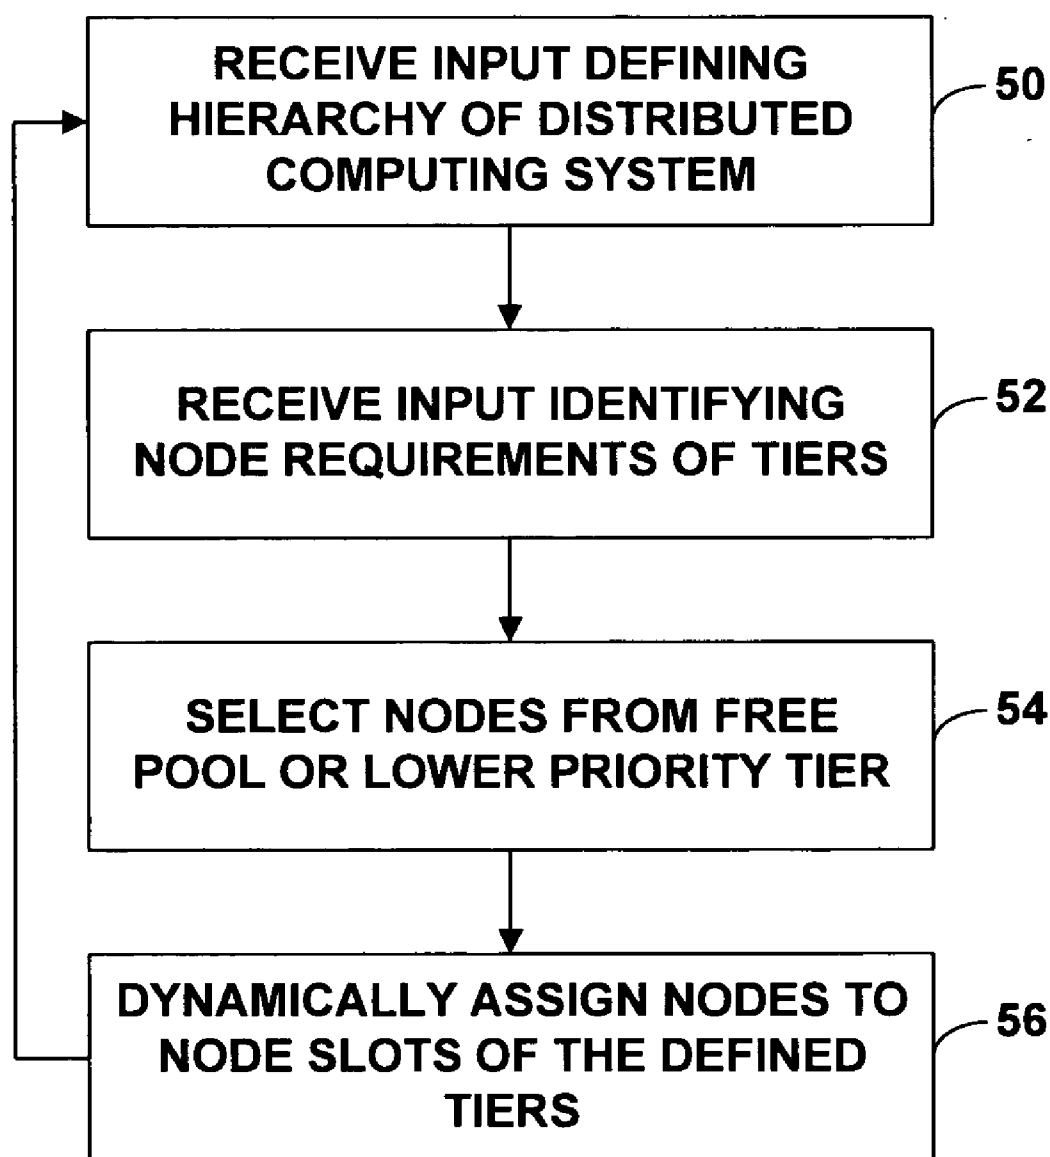 RECEIVE INPUT DEFINING
HIERARCHY OF DISTRIBUTED
COMPUTING SYSTEM
50
RECEIVE INPUT IDENTIFYING
NODE REQUIREMENTS OF TIERS
52
SELECT NODES FROM FREE
POOL OR LOWER PRIORITY TIER
54
DYNAMICALLY ASSIGN NODES TO
NODE SLOTS OF THE DEFINED
TIERS
56